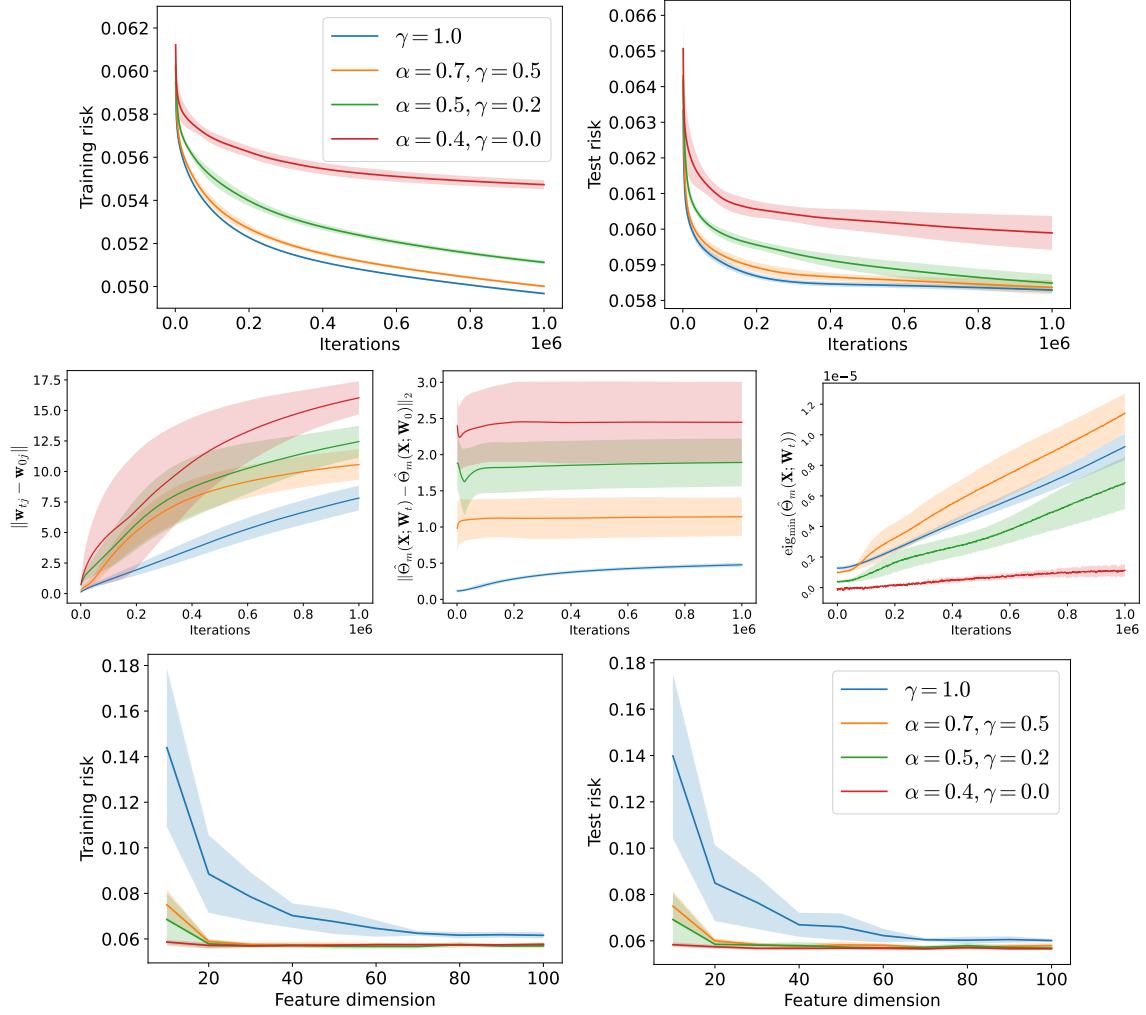 0.062
0.060
0.058
0.056
0.054
0.052
0.050
Training risk
γ = 1.0
α = 0.7, γ = 0.5
α = 0.5, γ = 0.2
α = 0.4, γ = 0.0
0.0 0.2 0.4 0.6 0.8 1.0
Iterations 1e6
0.066
0.065
0.064
0.063
0.062
0.061
0.060
0.059
0.058
Test risk
0.0 0.2 0.4 0.6 0.8 1.0
Iterations 1e6
17.5
15.0
12.5
10.0
7.5
5.0
2.5
0.0
||w_{tj} − w_{0j}||
0.0 0.2 0.4 0.6 0.8 1.0
Iterations 1e6
3.0
2.5
2.0
1.5
1.0
0.5
0.0
||Θ̂_m(X; W_t) − Θ̂_m(X; W_0)||_2
0.0 0.2 0.4 0.6 0.8 1.0
Iterations 1e6
1e−5
1.2
1.0
0.8
0.6
0.4
0.2
0.0
eig_min(Θ̂_m(X; W_t))
0.0 0.2 0.4 0.6 0.8 1.0
Iterations 1e6
0.18
0.16
0.14
0.12
0.10
0.08
0.06
Training risk
20 40 60 80 100
Feature dimension
0.18
0.16
0.14
0.12
0.10
0.08
0.06
Test risk
γ = 1.0
α = 0.7, γ = 0.5
α = 0.5, γ = 0.2
α = 0.4, γ = 0.0
20 40 60 80 100
Feature dimension